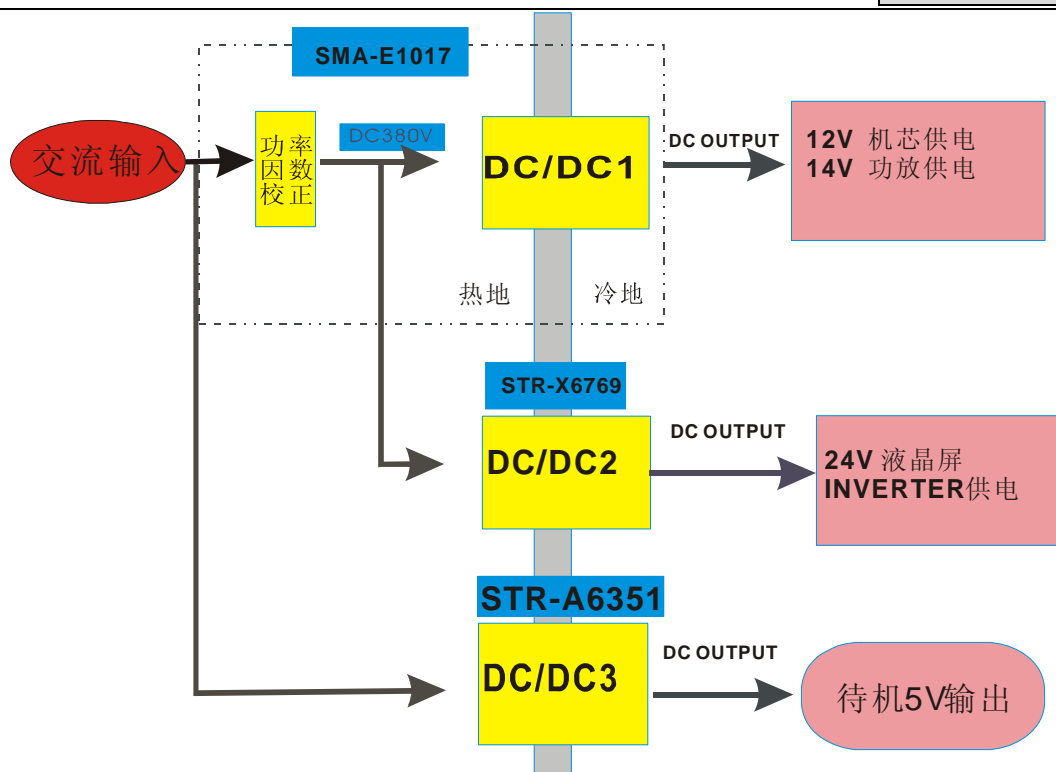 SMA-E1017
交流输入
功率
因数
校正
DC380V
DC/DC1
DC OUTPUT
12V 机芯供电
14V 功放供电
热地
冷地
STR-X6769
DC/DC2
DC OUTPUT
24V 液晶屏
INVERTER供电
STR-A6351
DC/DC3
DC OUTPUT
待机5V输出